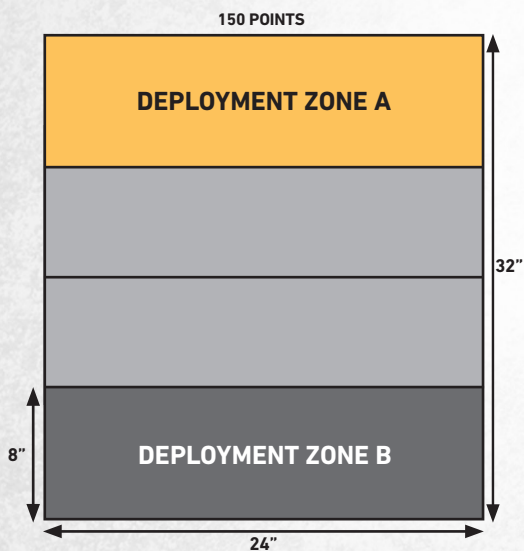 150 POINTS
DEPLOYMENT ZONE A
32”
8”
DEPLOYMENT ZONE B
24”